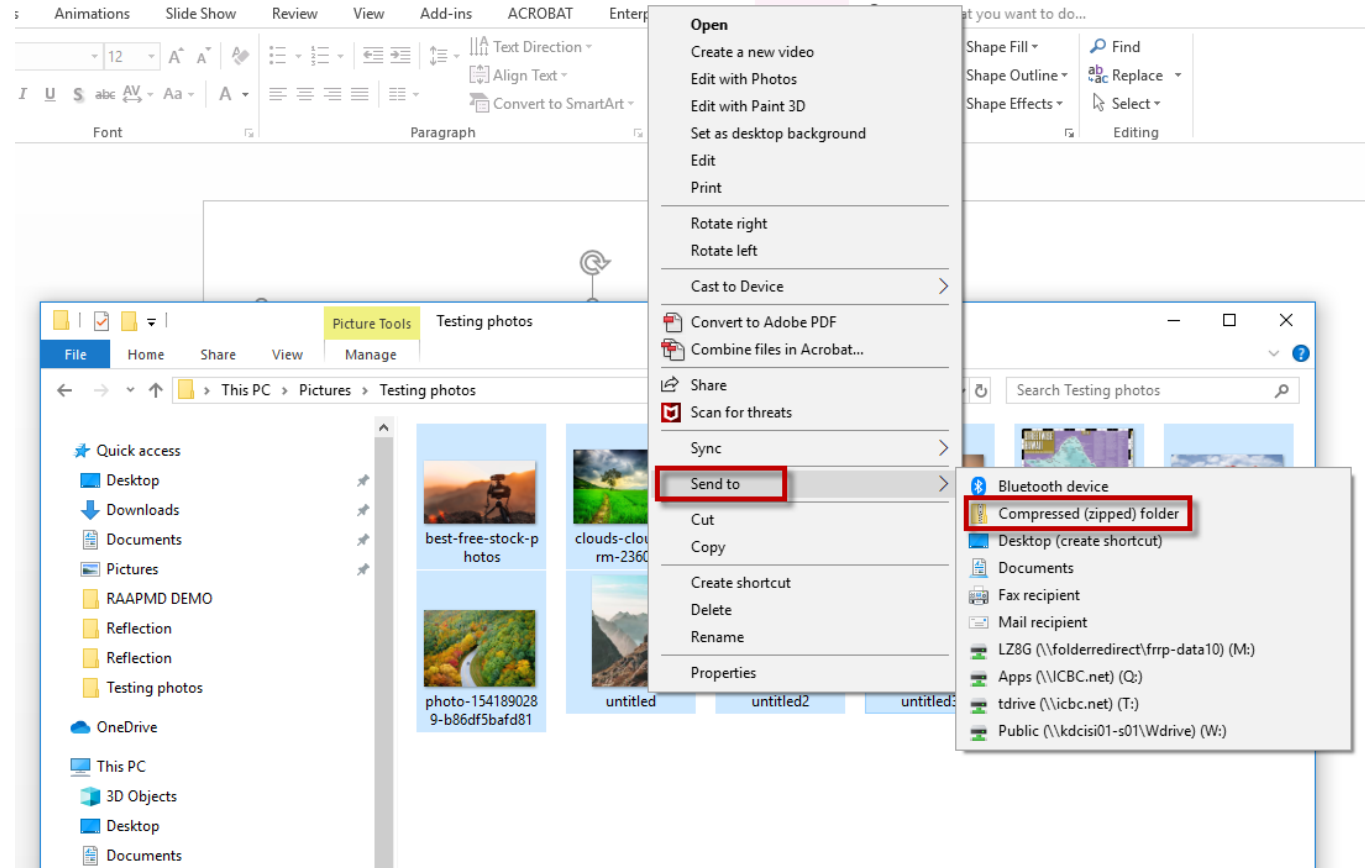 s Animations Slide Show Review View Add-ins ACROBAT
at you want to do...
12
Text Direction
Align Text
Convert to SmartArt
I U S abc AV Aa A
Font Paragraph
Shape Fill
Shape Outline
Shape Effects
Find
Replace
Select
Editing
Open
Create a new video
Edit with Photos
Edit with Paint 3D
Set as desktop background
Edit
Print
Rotate right
Rotate left
Cast to Device
Convert to Adobe PDF
Combine files in Acrobat...
Share
Scan for threats
Sync
Send to
Cut
Copy
Create shortcut
Delete
Rename
Properties
Bluetooth device
Compressed (zipped) folder
Desktop (create shortcut)
Documents
Fax recipient
Mail recipient
LZ8G (\\folderredirect\frrp-data10) (M:)
Apps (\\ICBC.net) (Q:)
tdrive (\\icbc.net) (T:)
Public (\\kdcisi01-s01\Wdrive) (W:)
Picture Tools Testing photos
File Home Share View Manage
This PC > Pictures > Testing photos
Search Testing photos
Quick access
Desktop
Downloads
Documents
Pictures
RAAPMD DEMO
Reflection
Reflection
Testing photos
OneDrive
This PC
3D Objects
Desktop
Documents
best-free-stock-p
hotos
clouds-clou
rm-2360
photo-154189028
9-b86df5bafd81
untitled
untitled2
untitled3